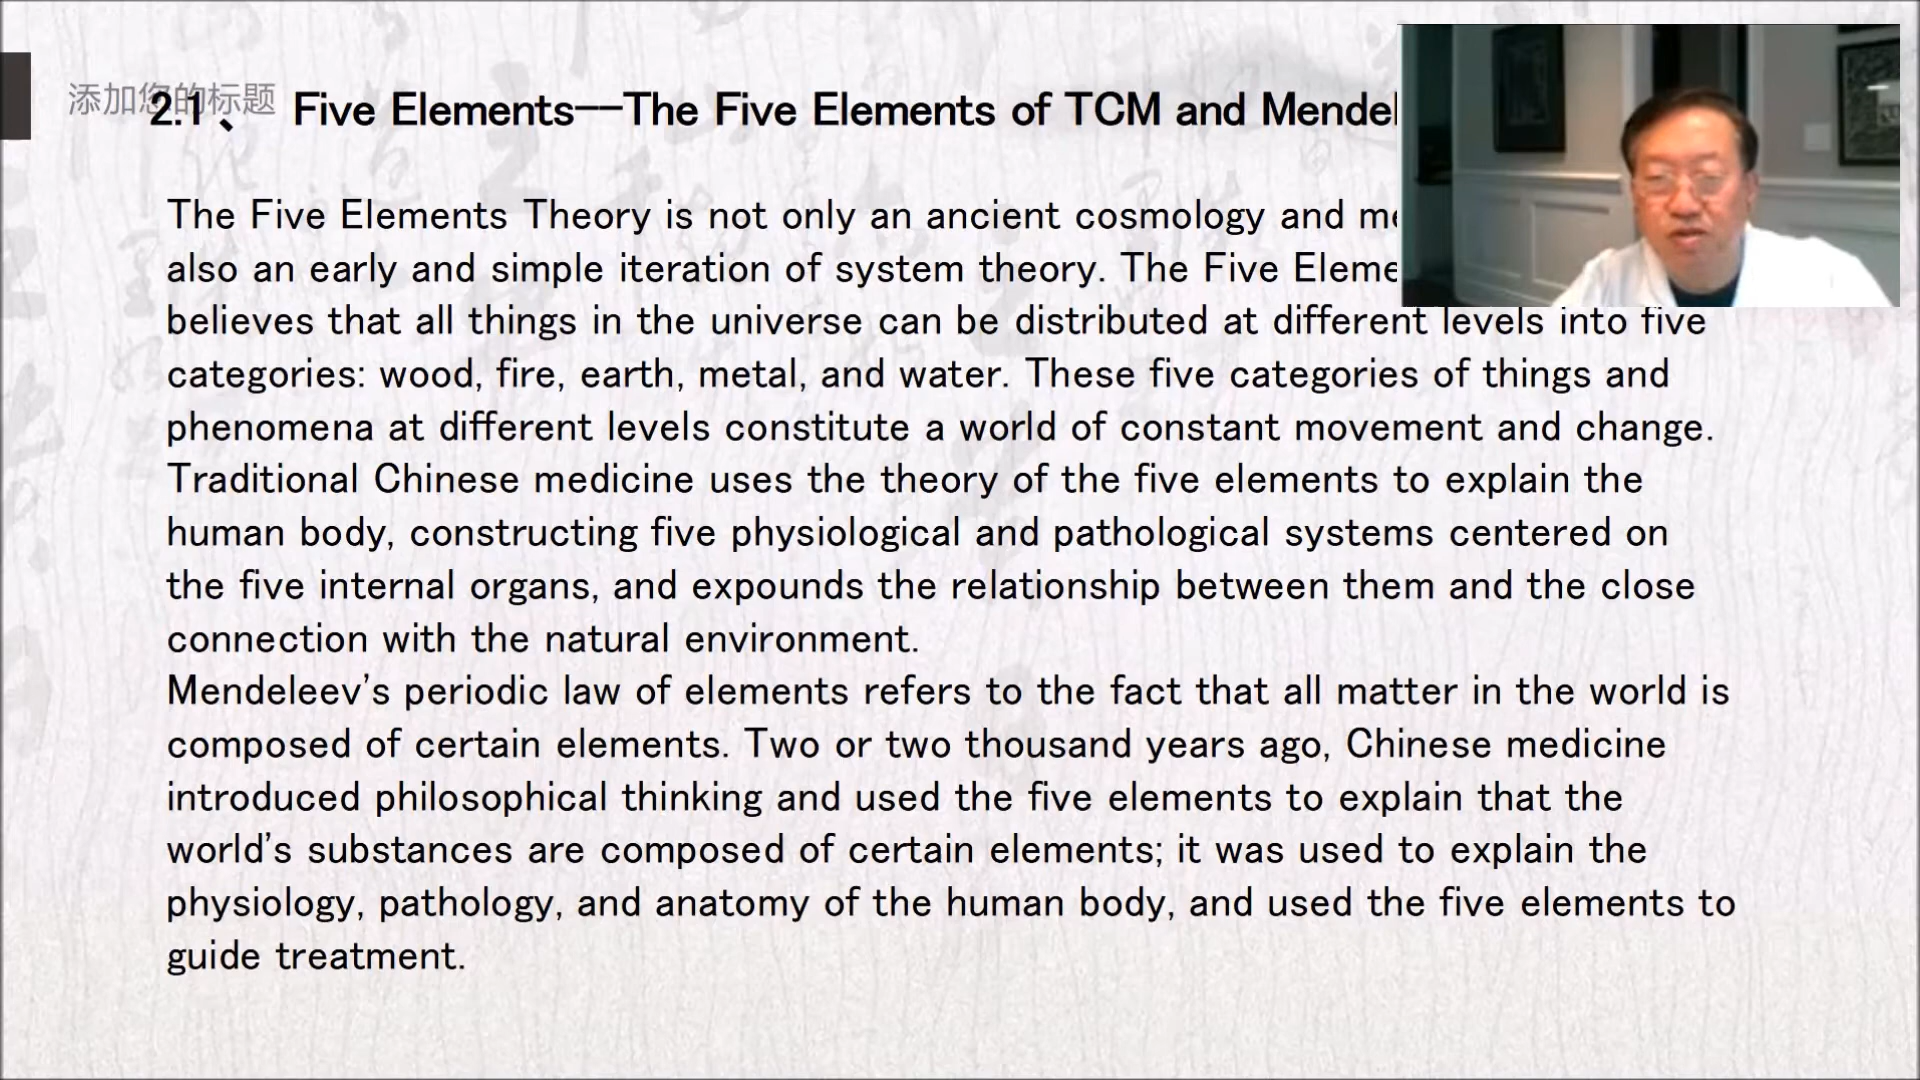 添加您的标题
2.1、 Five Elements--The Five Elements of TCM and
The Five Elements Theory is not only an ancient cosmology and
also an early and simple iteration of system theory. The Five
believes that all things in the universe can be distributed at different levels into five
categories: wood, fire, earth, metal, and water. These five categories of things and
phenomena at different levels constitute a world of constant movement and change.
Traditional Chinese medicine uses the theory of the five elements to explain the
human body, constructing five physiological and pathological systems centered on
the five internal organs, and expounds the relationship between them and the close
connection with the natural environment.
Mendeleev's periodic law of elements refers to the fact that all matter in the world is
composed of certain elements. Two or two thousand years ago, Chinese medicine
introduced philosophical thinking and used the five elements to explain that the
world's substances are composed of certain elements; it was used to explain the
physiology, pathology, and anatomy of the human body, and used the five elements to
guide treatment.